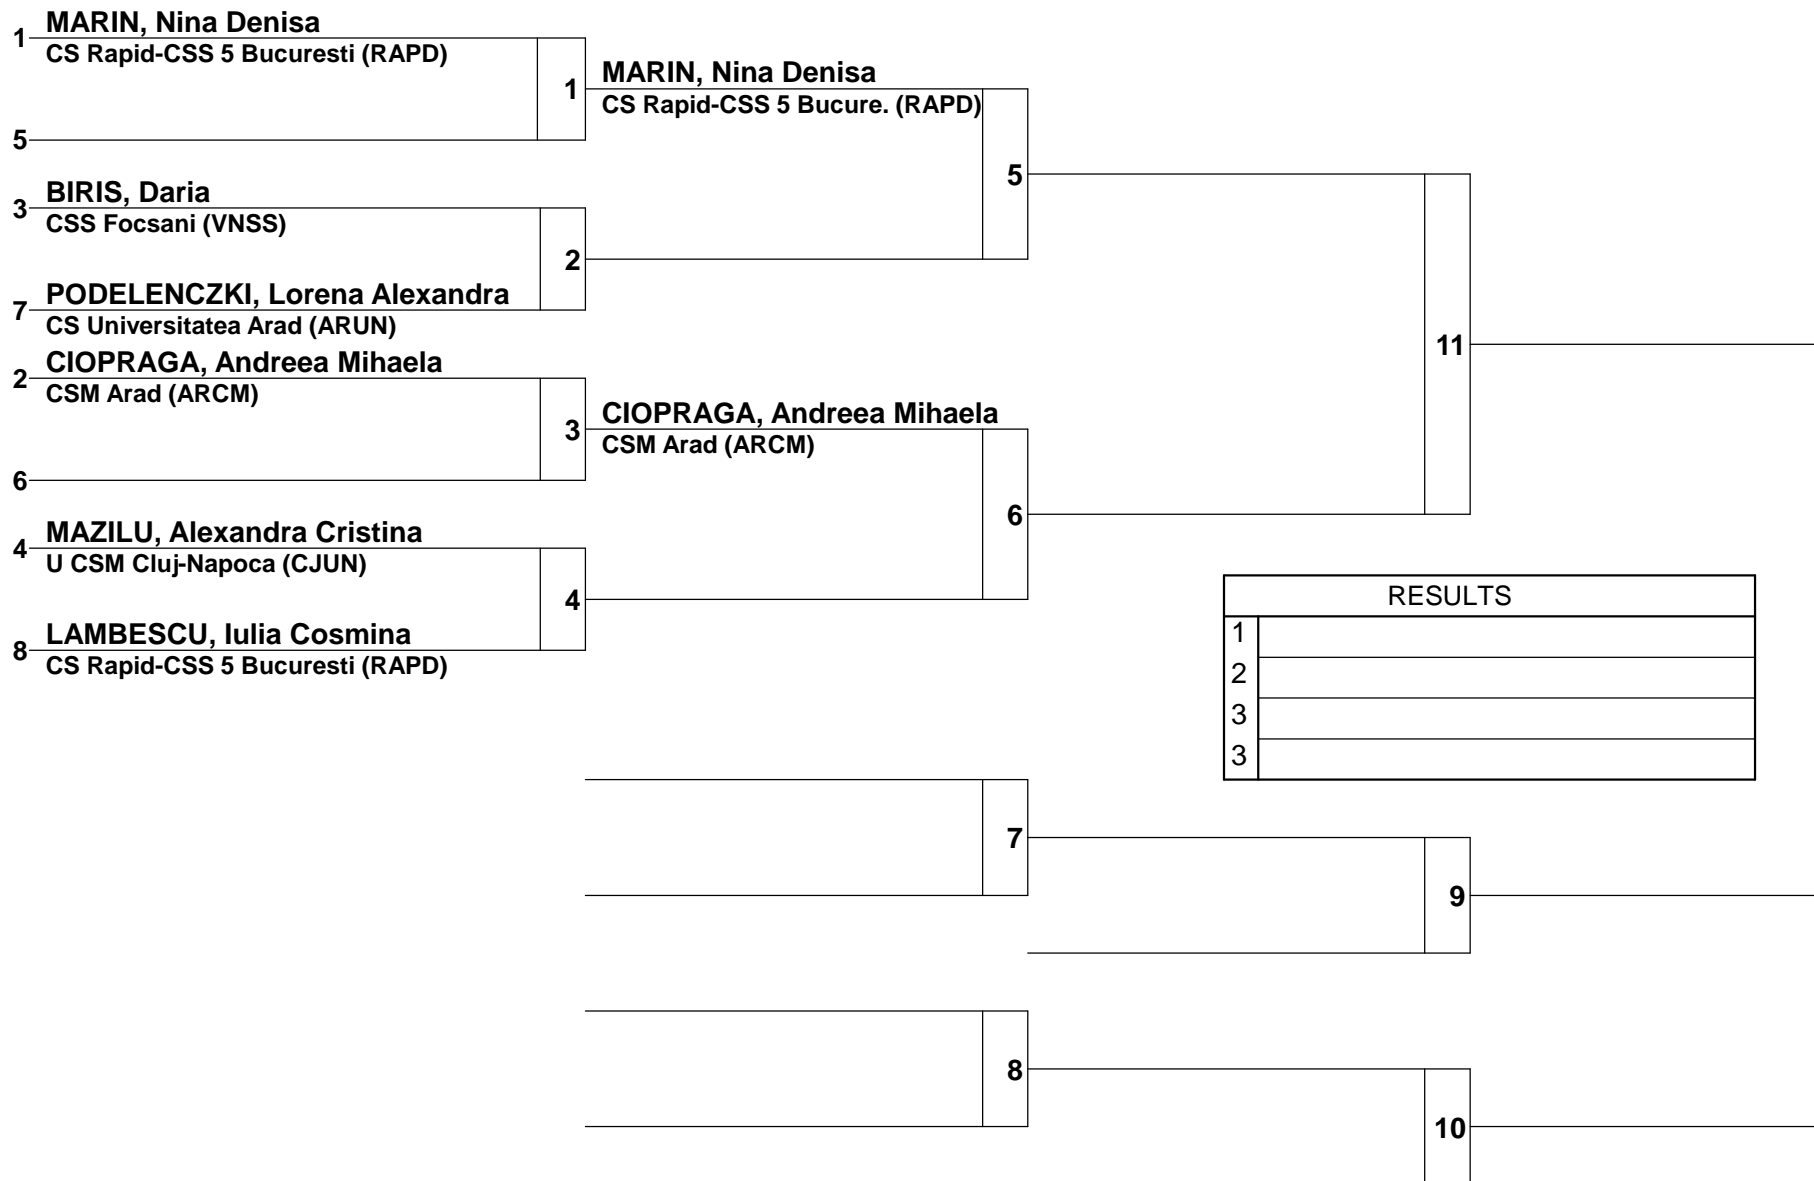 MARIN, Nina Denisa
1
CS Rapid-CSS 5 Bucuresti (RAPD)
1
MARIN, Nina Denisa
CS Rapid-CSS 5 Bucure. (RAPD)
5
5
BIRIS, Daria
3
CSS Focsani (VNSS)
2
PODELENCZKI, Lorena Alexandra
7
CS Universitatea Arad (ARUN)
11
CIOPRAGA, Andreea Mihaela
2
CSM Arad (ARCM)
3
CIOPRAGA, Andreea Mihaela
CSM Arad (ARCM)
6
6
MAZILU, Alexandra Cristina
4
U CSM Cluj-Napoca (CJUN)
4
LAMBESCU, Iulia Cosmina
8
CS Rapid-CSS 5 Bucuresti (RAPD)
RESULTS
1
2
3
3
7
9
8
10